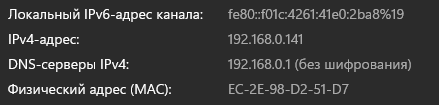 Локальный IPv6-адрес канала: fe80::f01c:4261:41e0:2ba8%19
IPv4-адрес: 192.168.0.141
DNS-серверы IPv4: 192.168.0.1 (без шифрования)
Физический адрес (MAC): EC-2E-98-D2-51-D7